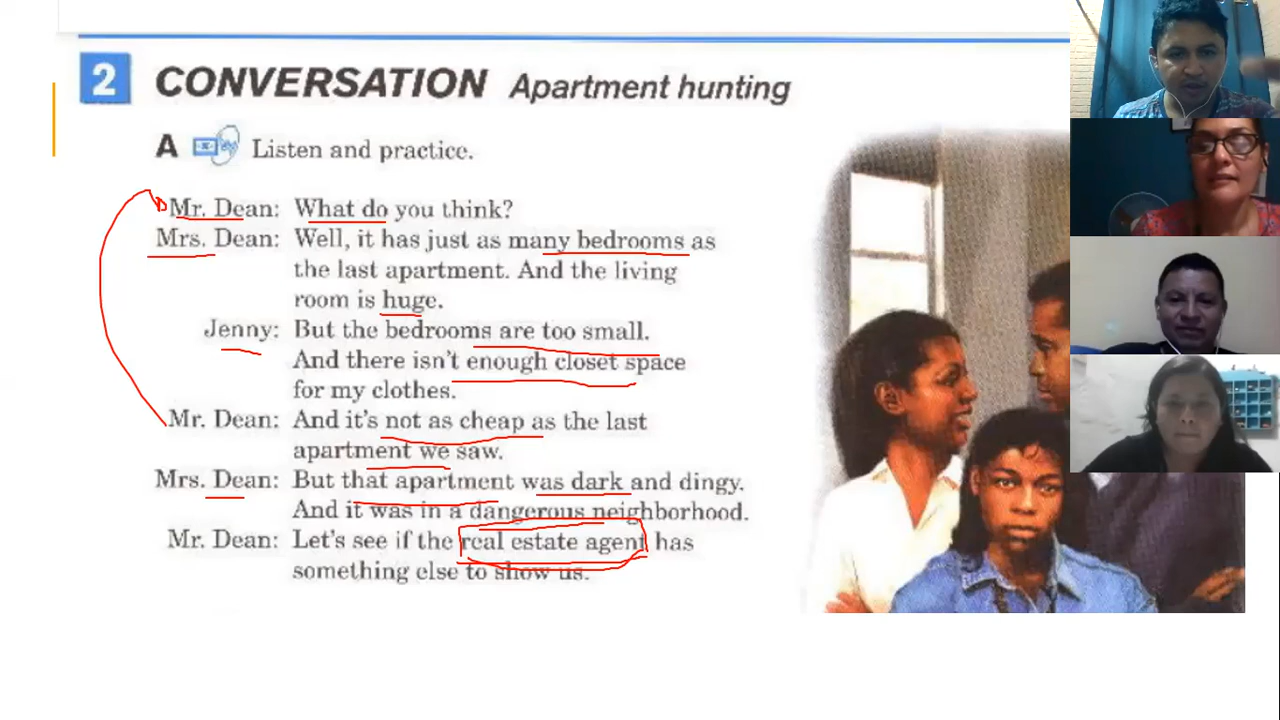 2 CONVERSATION Apartment hunting
A Listen and practice.
Mr. Dean: What do you think?
Mrs. Dean: Well, it has just as many bedrooms as
the last apartment. And the living
room is huge.
Jenny: But the bedrooms are too small.
And there isn't enough closet space
for my clothes.
Mr. Dean: And it's not as cheap as the last
apartment we saw.
Mrs. Dean: But that apartment was dark and dingy.
And it was in a dangerous neighborhood.
Mr. Dean: Let's see if the real estate agent has
something else to show us.